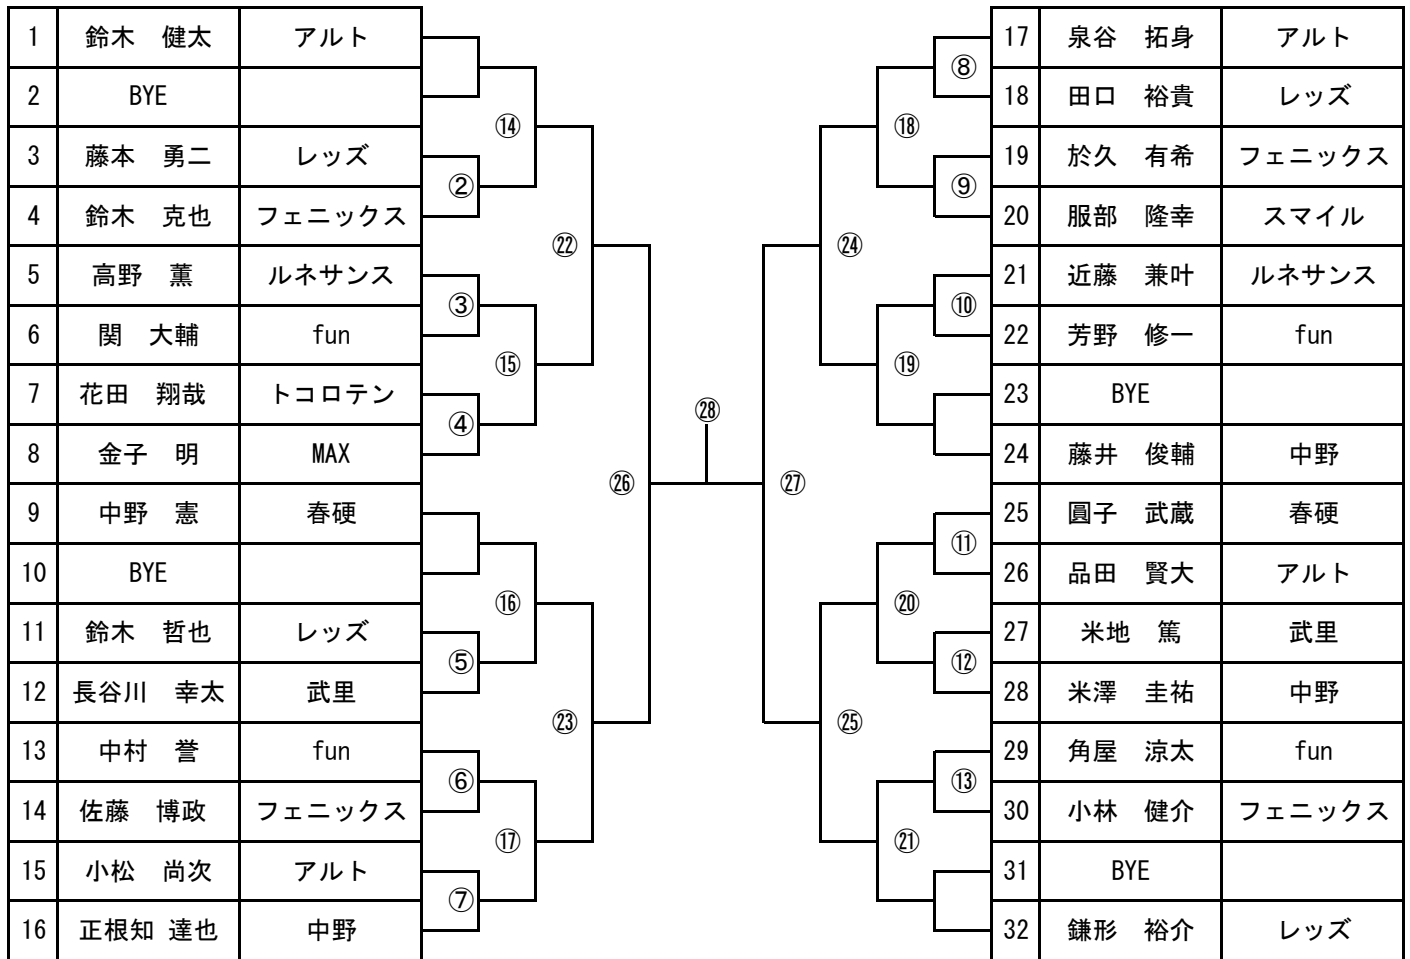 1 鈴木 健太 アルト
2 BYE
3 藤本 勇二 レッズ
4 鈴木 克也 フェニックス
5 高野 薫 ルネサンス
6 関 大輔 fun
7 花田 翔哉 トコロテン
8 金子 明 MAX
9 中野 憲 春硬
10 BYE
11 鈴木 哲也 レッズ
12 長谷川 幸太 武里
13 中村 誉 fun
14 佐藤 博政 フェニックス
15 小松 尚次 アルト
16 正根知 達也 中野
⑭
②
③
⑮
④
⑯
⑤
⑥
⑰
⑦
㉒
㉓
㉖
㉘
㉗
㉔
㉕
⑱
⑧
⑨
⑩
⑲
⑪
⑳
⑫
⑬
㉑
17 泉谷 拓身 アルト
18 田口 裕貴 レッズ
19 於久 有希 フェニックス
20 服部 隆幸 スマイル
21 近藤 兼叶 ルネサンス
22 芳野 修一 fun
23 BYE
24 藤井 俊輔 中野
25 圓子 武蔵 春硬
26 品田 賢大 アルト
27 米地 篤 武里
28 米澤 圭祐 中野
29 角屋 涼太 fun
30 小林 健介 フェニックス
31 BYE
32 鎌形 裕介 レッズ